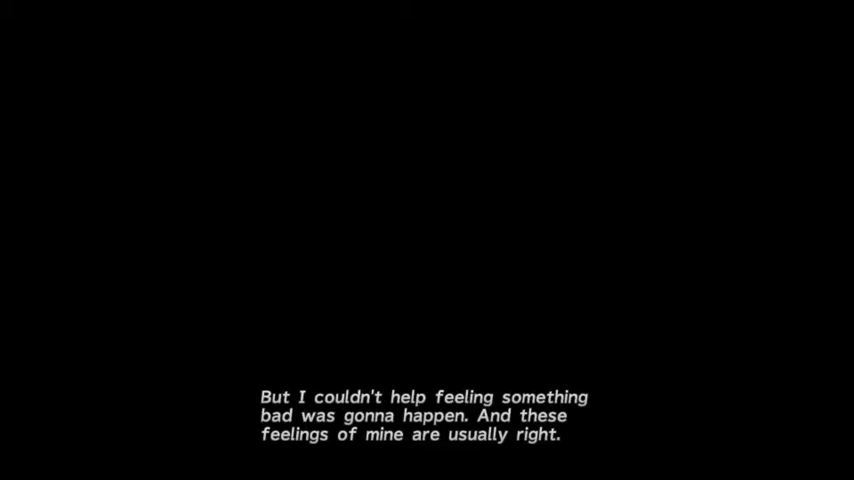 But I couldn't help feeling something
bad was gonna happen. And these
feelings of mine are usually right.